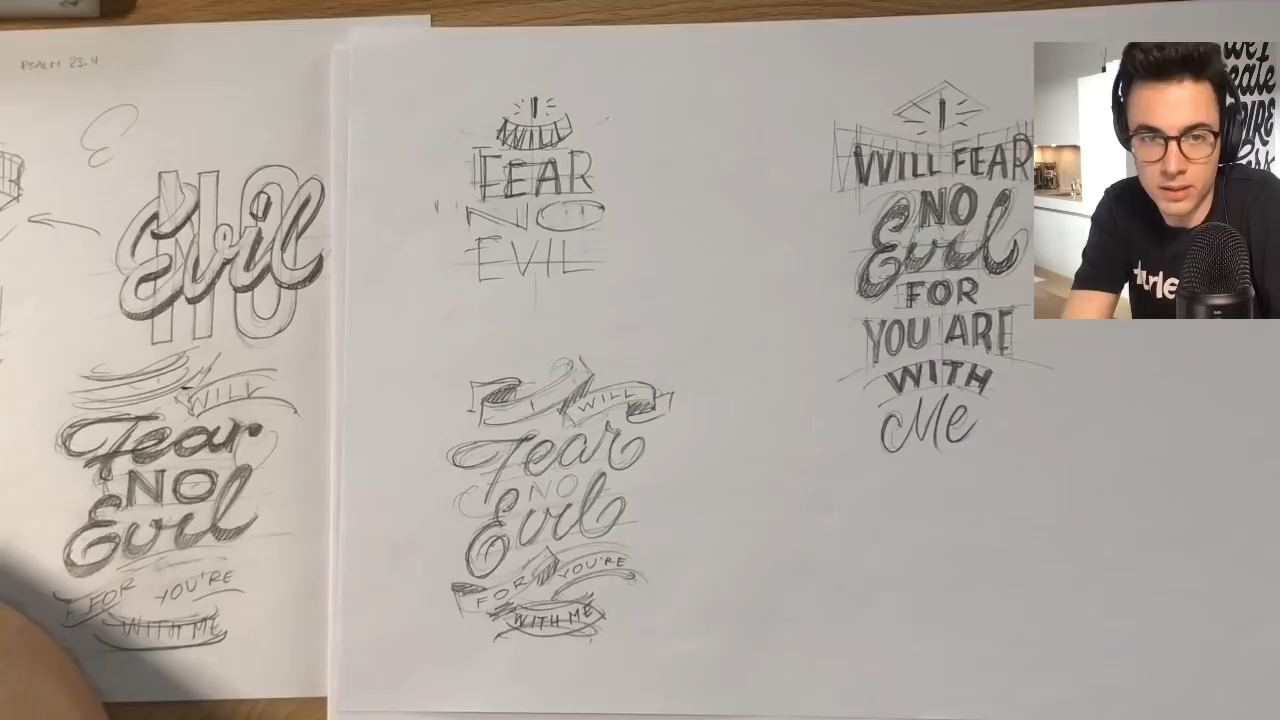 PSALM 23.4
Evil
NO
WILL
Fear
NO
Evil
FOR YOU'RE
WITH ME
I
WILL
FEAR
NO
EVIL
I WILL
Fear
NO
Evil
FOR YOU'RE
WITH ME
I
WILL FEAR
NO
Evil
FOR
YOU ARE
WITH
Me